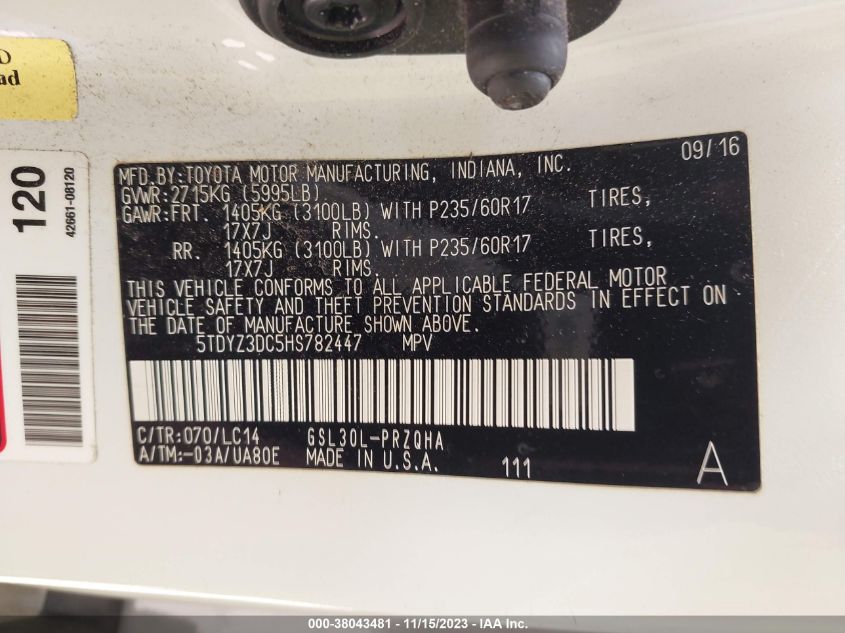 D
ad
120
42661-08120
MFD.BY:TOYOTA MOTOR MANUFACTURING, INDIANA, INC. 09/16
GVWR:2715KG (5995LB)
GAWR:FRT. 1405KG (3100LB) WITH P235/60R17 TIRES,
17X7J RIMS.
RR. 1405KG (3100LB) WITH P235/60R17 TIRES,
17X7J RIMS.
THIS VEHICLE CONFORMS TO ALL APPLICABLE FEDERAL MOTOR
VEHICLE SAFETY AND THEFT PREVENTION STANDARDS IN EFFECT ON
THE DATE OF MANUFACTURE SHOWN ABOVE.
5TDYZ3DC5HS782447 MPV
C/TR:070/LC14 GSL30L-PRZQHA
A/TM:-03A/UA80E MADE IN U.S.A. 111 A
000-38043481 - 11/15/2023 - IAA Inc.